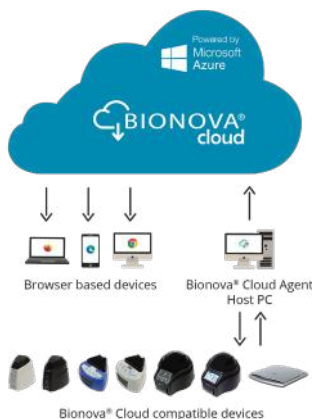 Powered by
Microsoft
Azure
BIONOVA®
cloud
Browser based devices
Bionova® Cloud Agent
Host PC
Bionova® Cloud compatible devices